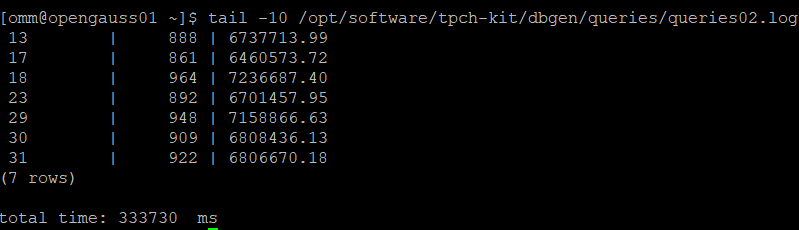 [omm@opengauss01 ~]$ tail -10 /opt/software/tpch-kit/dbgen/queries/queries02.log
13 | 888 | 6737713.99
17 | 861 | 6460573.72
18 | 964 | 7236687.40
23 | 892 | 6701457.95
29 | 948 | 7158866.63
30 | 909 | 6808436.13
31 | 922 | 6806670.18
(7 rows)
total time: 333730 ms